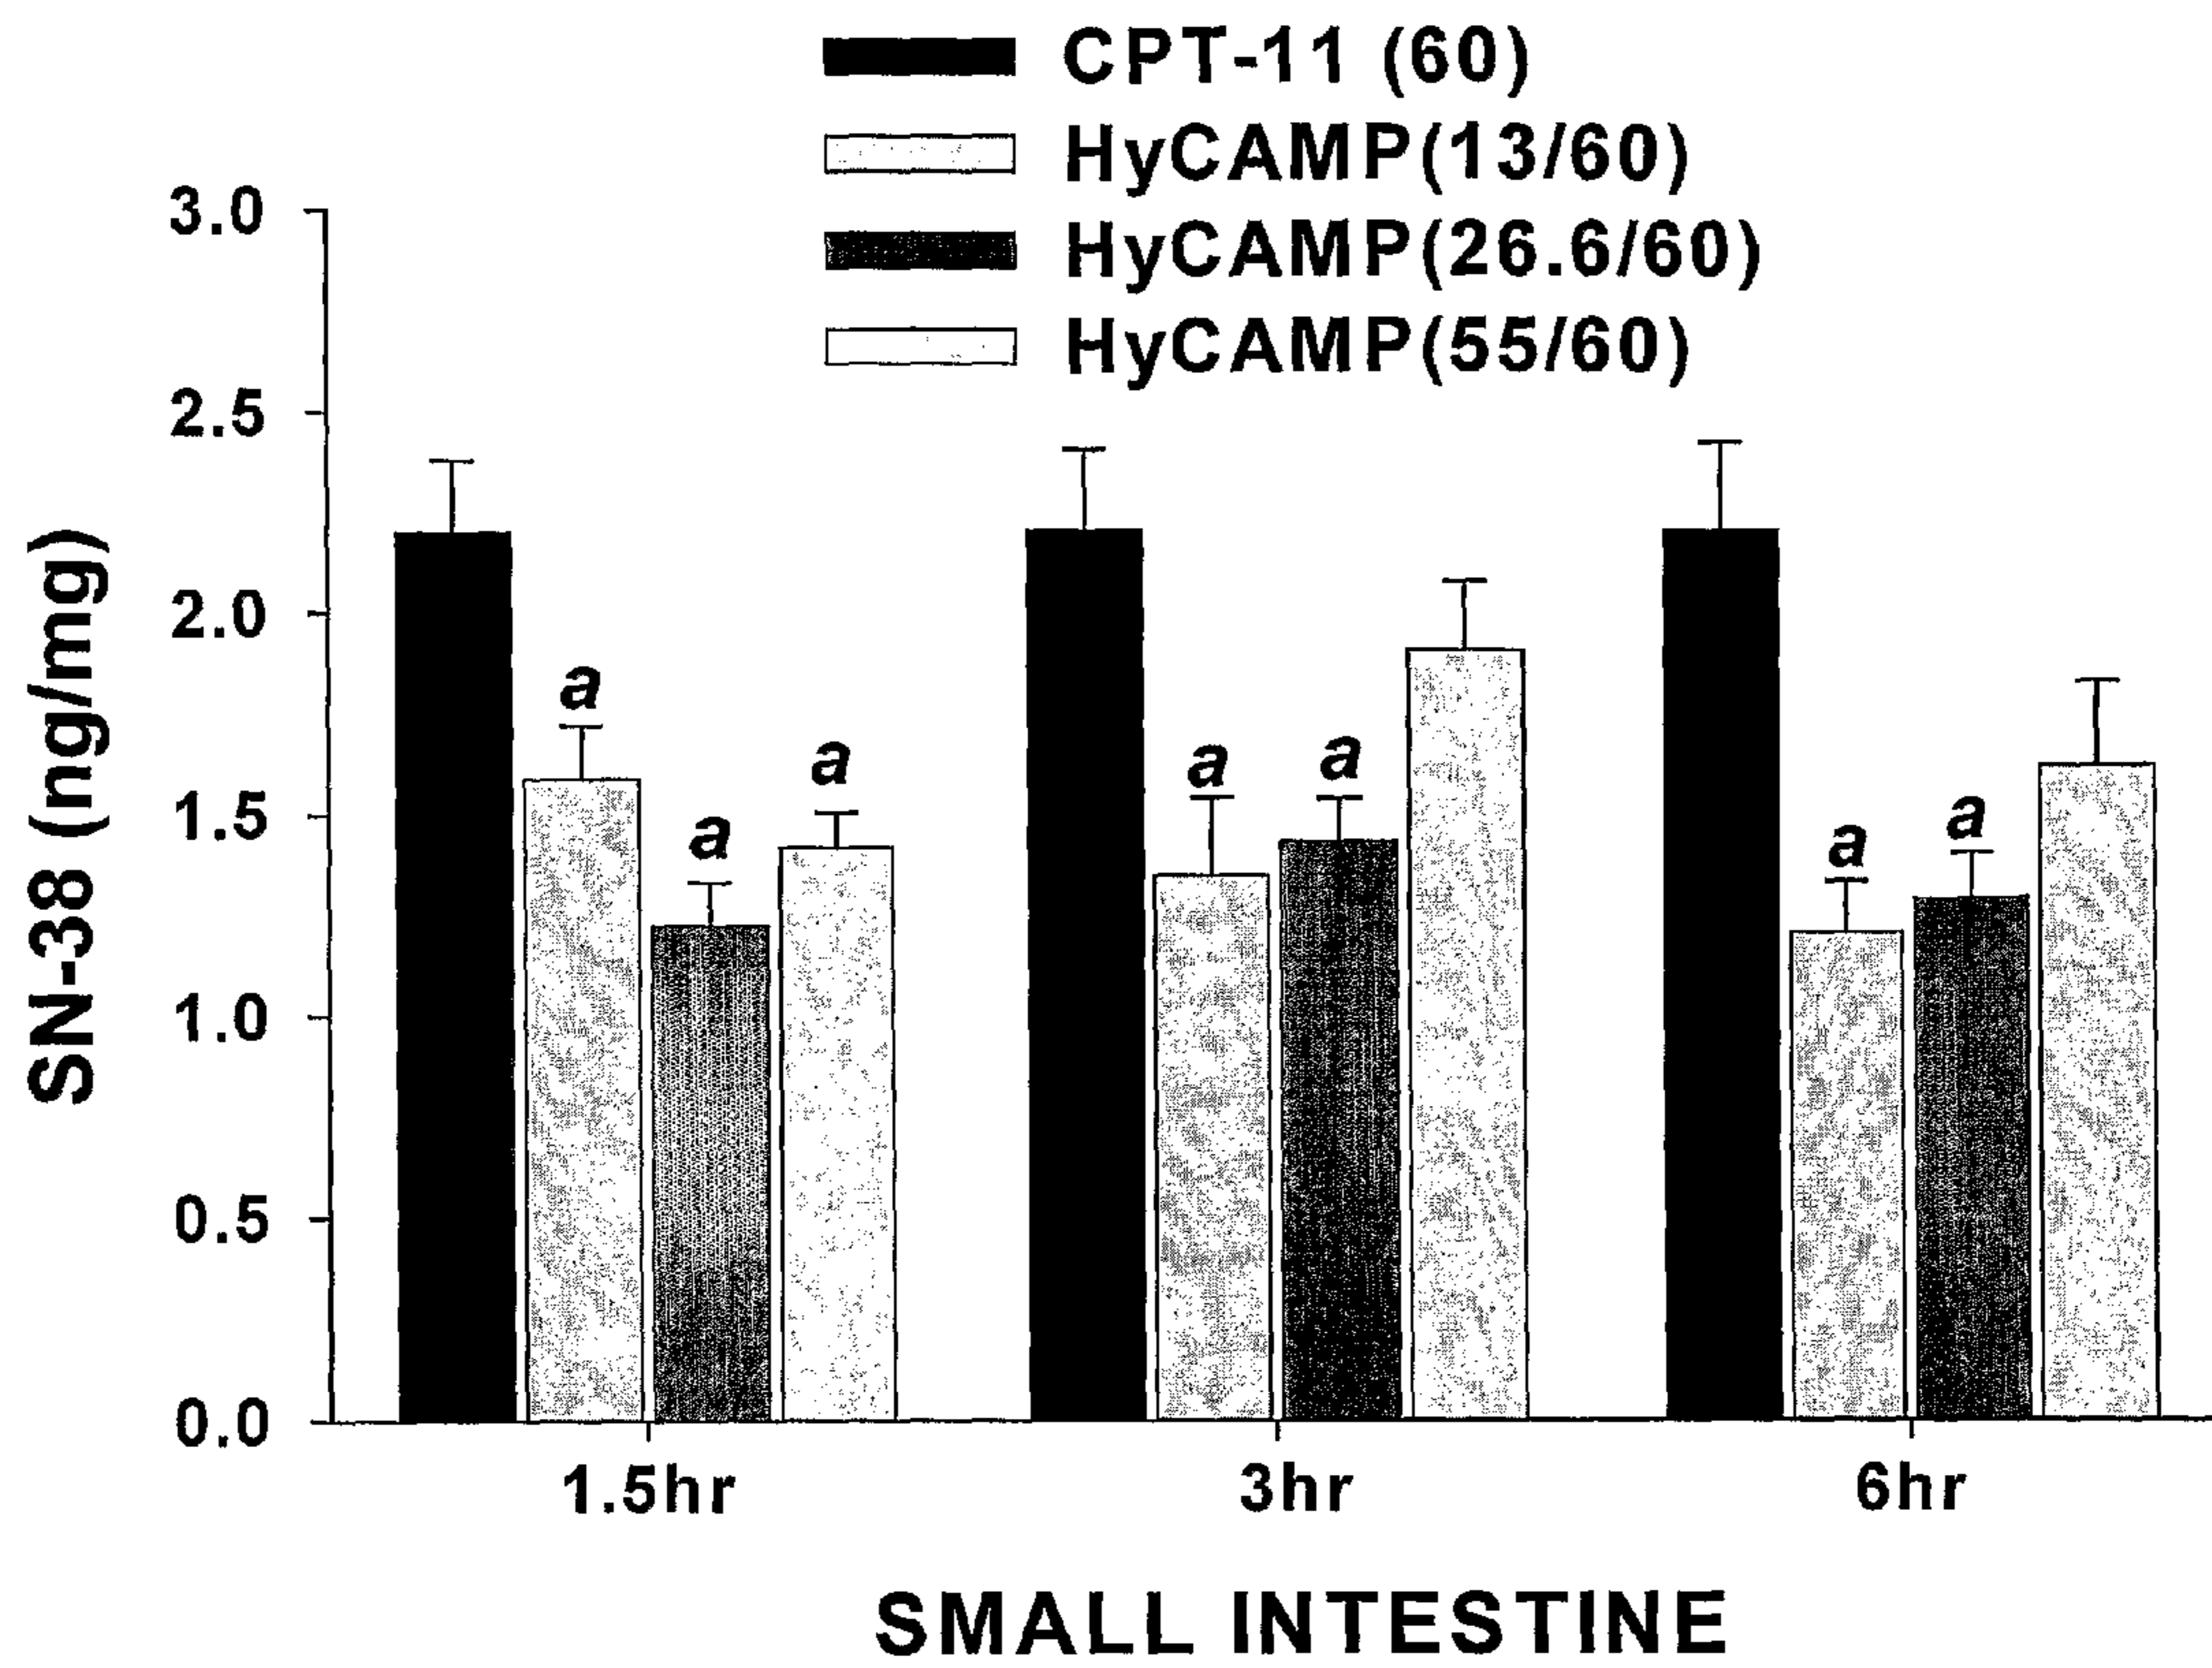 CPT-11 (60)
HyCAMP(13/60)
HyCAMP(26.6/60)
HyCAMP(55/60)
3.0
2.5
2.0
1.5
1.0
0.5
0.0
SN-38 (ng/mg)
a
a
a
a
a
a
a
1.5hr
3hr
6hr
SMALL INTESTINE